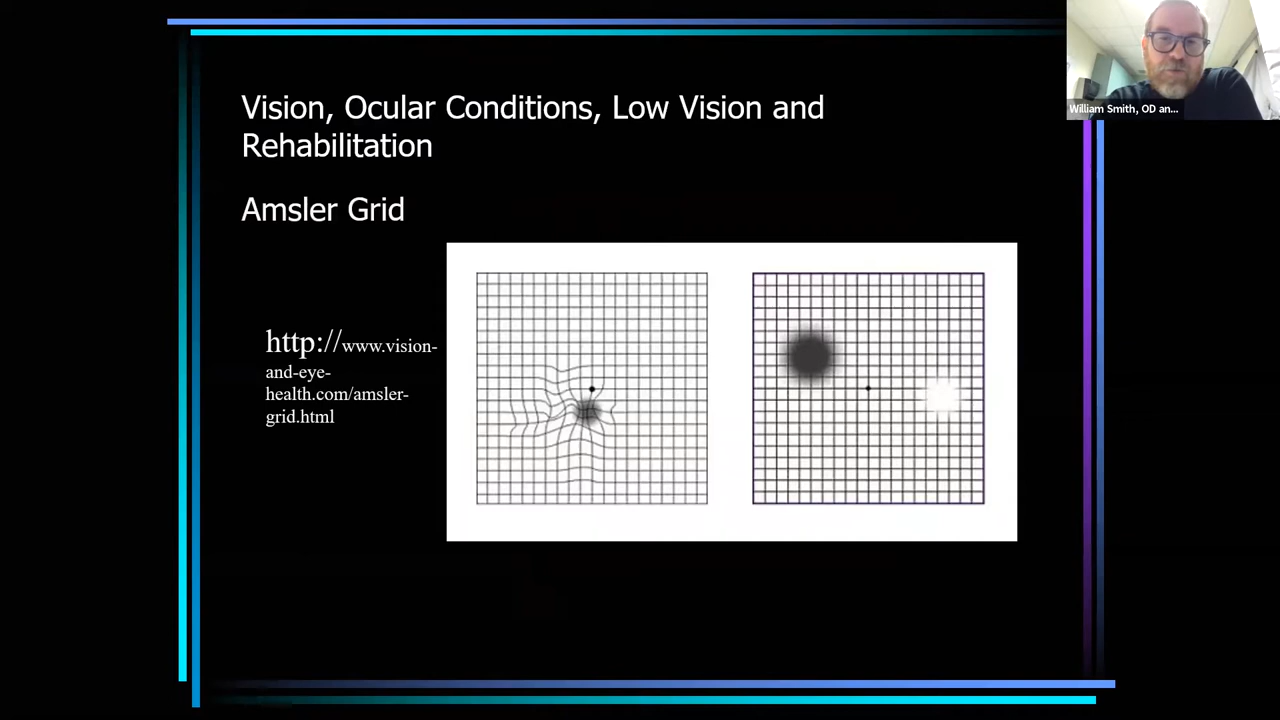 Vision, Ocular Conditions, Low Vision and
Rehabilitation
Amsler Grid
http://www.vision-
and-eye-
health.com/amsler-
grid.html
William Smith, OD an...